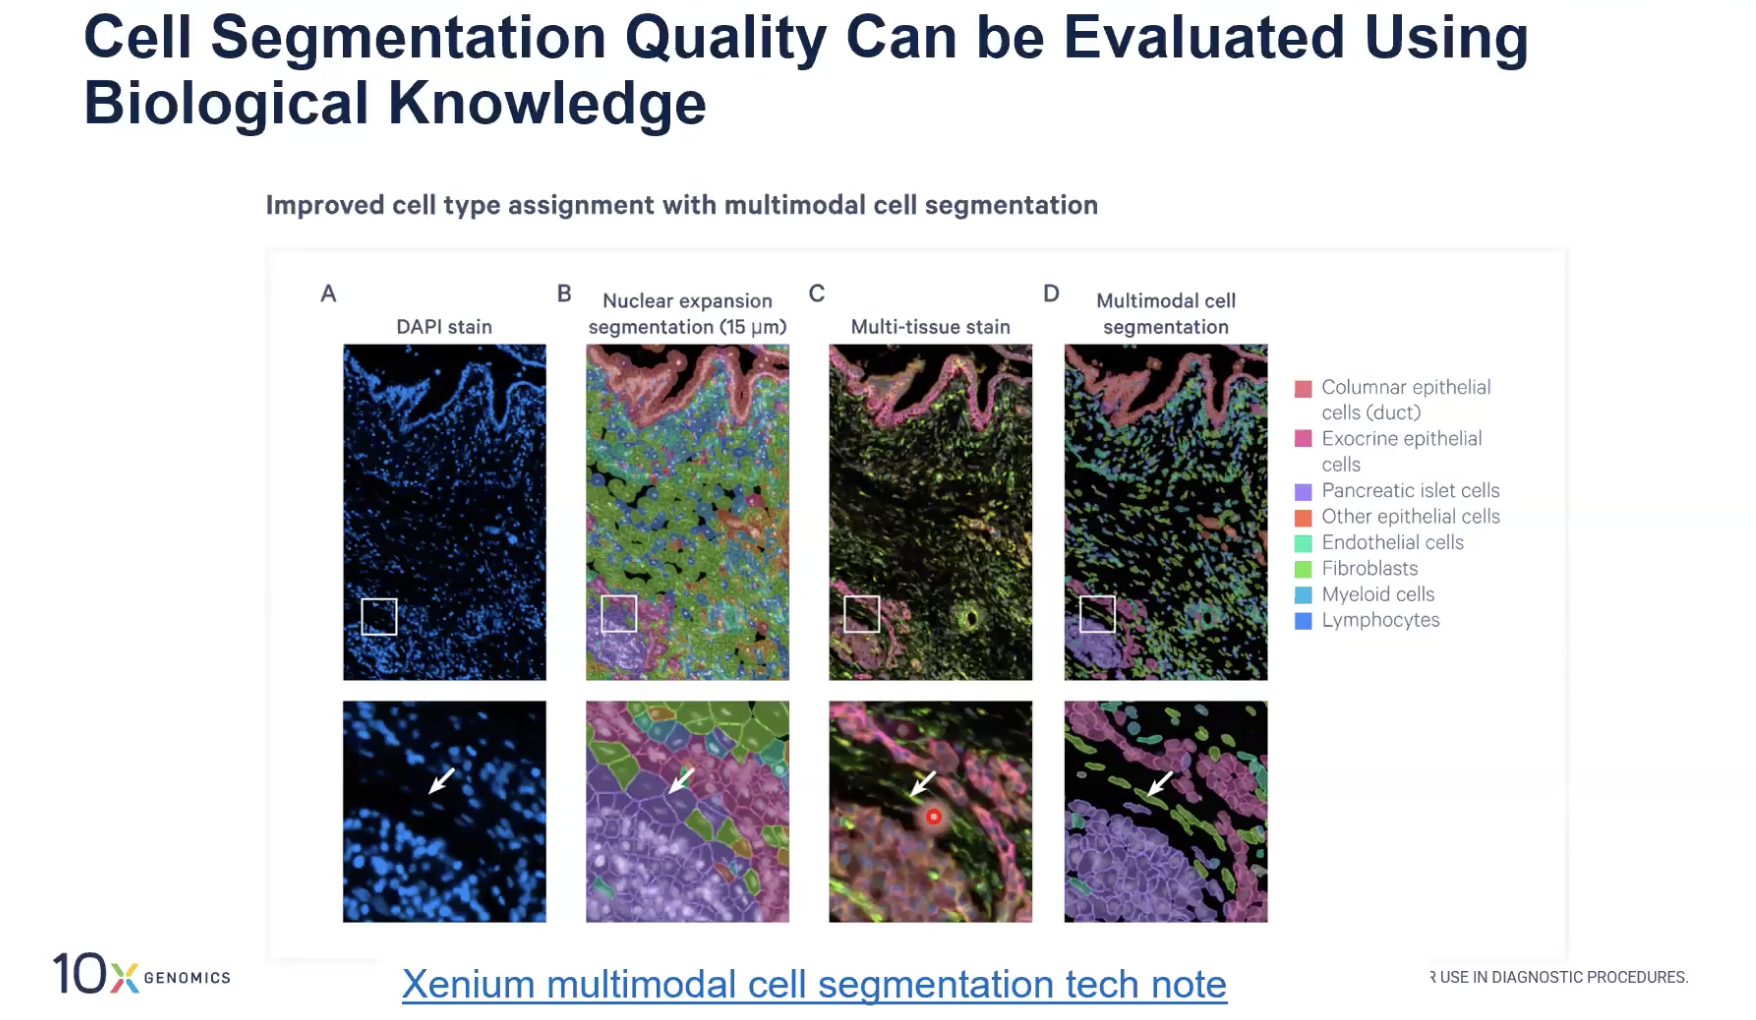 Cell Segmentation Quality Can be Evaluated Using
Biological Knowledge
Improved cell type assignment with multimodal cell segmentation
A
DAPI stain
B
Nuclear expansion
segmentation (15 μm)
C
Multi-tissue stain
D
Multimodal cell
segmentation
Columnar epithelial
cells (duct)
Exocrine epithelial
cells
Pancreatic islet cells
Other epithelial cells
Endothelial cells
Fibroblasts
Myeloid cells
Lymphocytes
10x GENOMICS
Xenium multimodal cell segmentation tech note
R USE IN DIAGNOSTIC PROCEDURES.